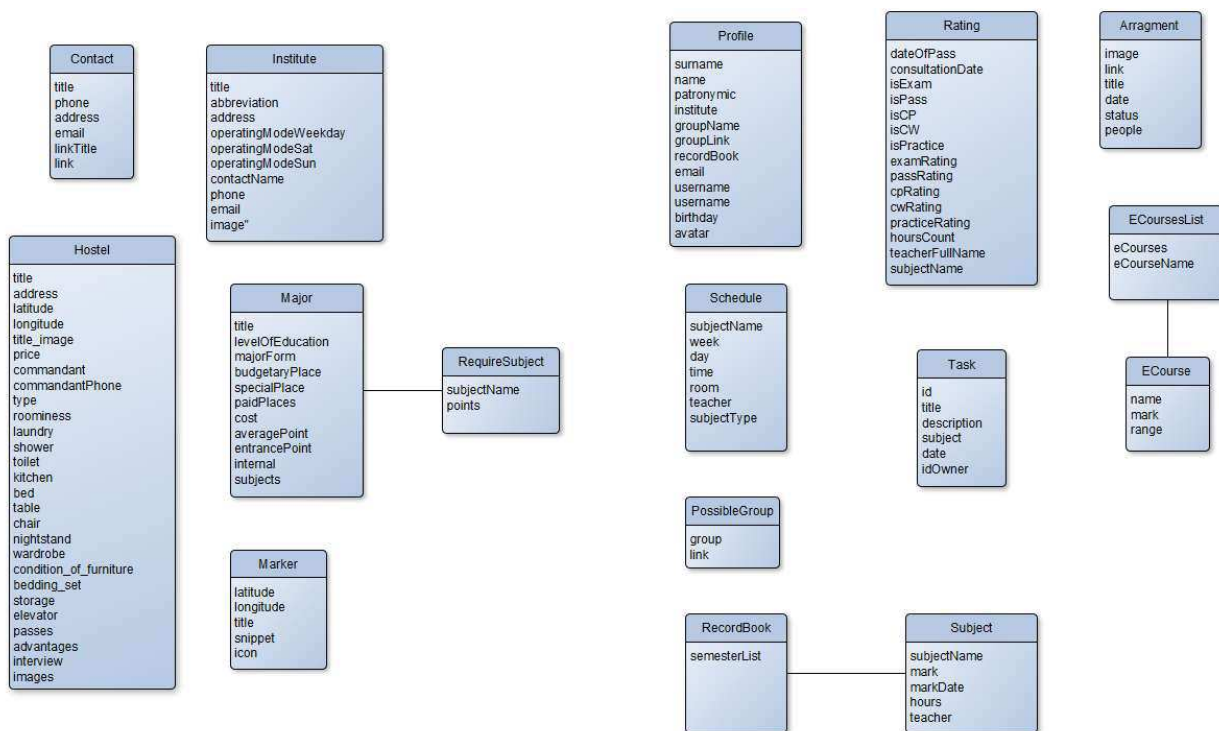 Contact
title
phone
address
email
linkTitle
link
Institute
title
abbreviation
address
operatingModeWeekday
operatingModeSat
operatingModeSun
contactName
phone
email
image"
Hostel
title
address
latitude
longitude
title_image
price
commandant
commandantPhone
type
roominess
laundry
shower
toilet
kitchen
bed
table
chair
nightstand
wardrobe
condition_of_furniture
bedding_set
storage
elevator
passes
advantages
interview
images
Major
title
levelOfEducation
majorForm
budgetaryPlace
specialPlace
paidPlaces
cost
averagePoint
entrancePoint
internal
subjects
RequireSubject
subjectName
points
Marker
latitude
longitude
title
snippet
icon
Profile
surname
name
patronymic
institute
groupName
groupLink
recordBook
email
username
username
birthday
avatar
Rating
dateOfPass
consultationDate
isExam
isPass
isCP
isCW
isPractice
examRating
passRating
cpRating
cwRating
practiceRating
hoursCount
teacherFullName
subjectName
Arragment
image
link
title
date
status
people
ECoursesList
eCourses
eCourseName
Schedule
subjectName
week
day
time
room
teacher
subjectType
Task
id
title
description
subject
date
idOwner
ECourse
name
mark
range
PossibleGroup
group
link
RecordBook
semesterList
Subject
subjectName
mark
markDate
hours
teacher